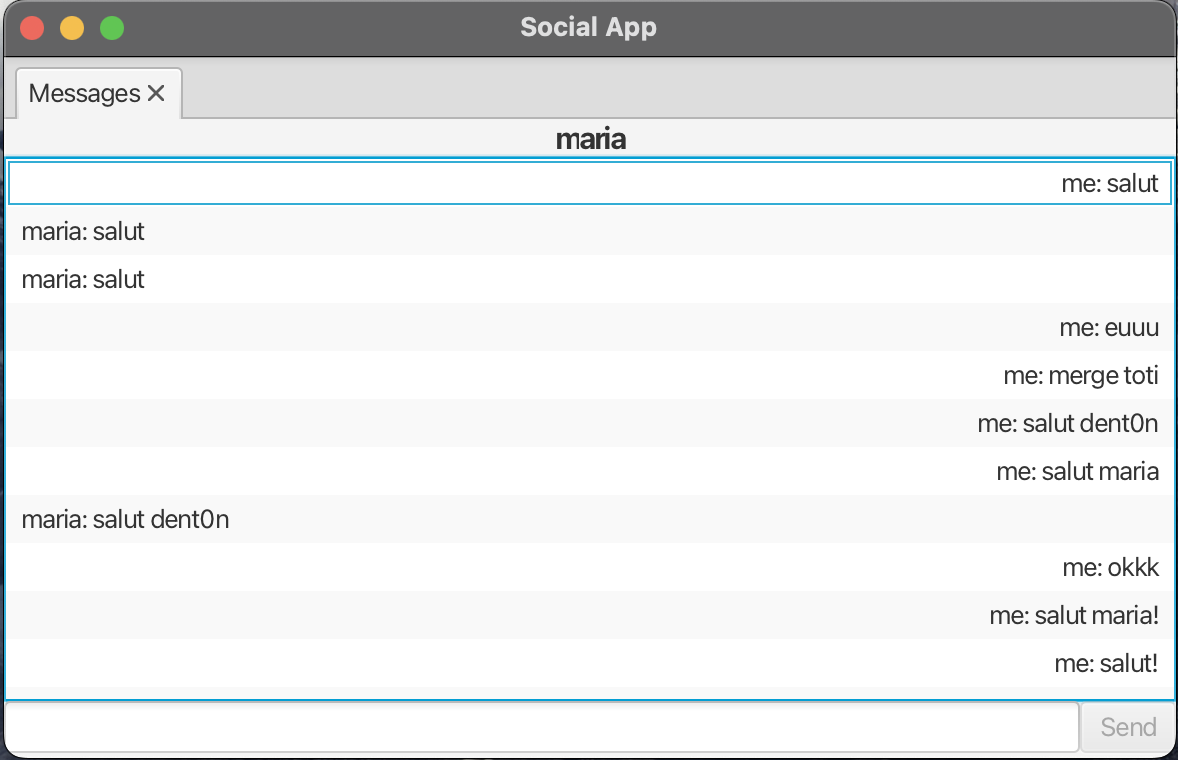 Social App
Messages
maria
me: salut
maria: salut
maria: salut
me: euuu
me: merge toti
me: salut dent0n
me: salut maria
maria: salut dent0n
me: okkk
me: salut maria!
me: salut!
Send